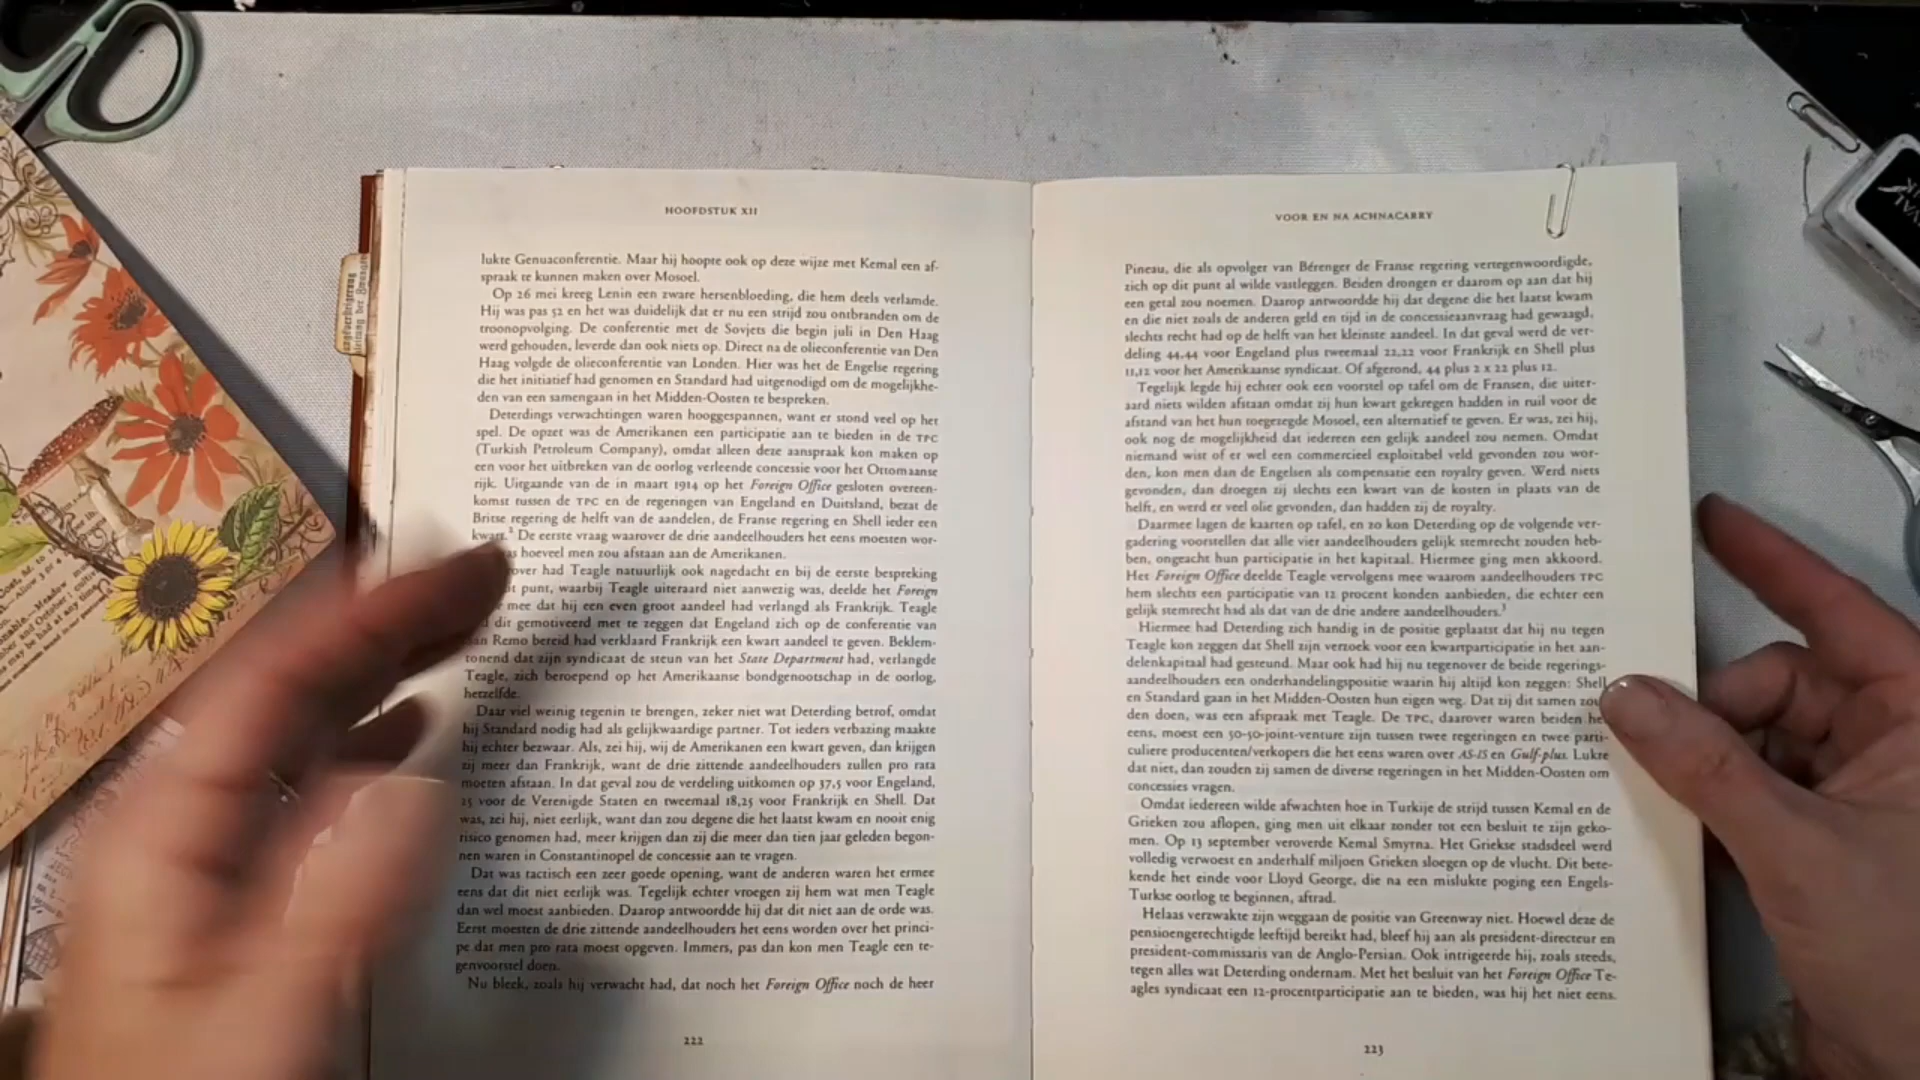 HOOFDSTUK XII
lukte Genuaconferentie. Maar hij hoopte ook op deze wijze met Kemal een af-
spraak te kunnen maken over Mosoel.
Op 26 mei kreeg Lenin een zware hersenbloeding, die hem deels verlamde.
Hij was pas 52 en het was duidelijk dat er nu een strijd zou ontbranden om de
troonopvolging. De conferentie met de Sovjets die begin juli in Den Haag
werd gehouden, leverde dan ook niets op. Direct na de olieconferentie van Den
Haag volgde de olieconferentie van Londen. Hier was het de Engelse regering
die het initiatief had genomen en Standard had uitgenodigd om de mogelijkhe-
den van een samengaan in het Midden-Oosten te bespreken.
Deterdings verwachtingen waren hooggespannen, want er stond veel op het
spel. De opzet was de Amerikanen een participatie aan te bieden in de TPC
(Turkish Petroleum Company), omdat alleen deze aanspraak kon maken op
een voor het uitbreken van de oorlog verleende concessie voor het Ottomaanse
rijk. Uitgaande van de in maart 1914 op het Foreign Office gesloten overeen-
komst tussen de TPC en de regeringen van Engeland en Duitsland, bezat de
Britse regering de helft van de aandelen, de Franse regering en Shell ieder een
kwart.² De eerste vraag waarover de drie aandeelhouders het eens moesten wor-
hoeveel men zou afstaan aan de Amerikanen.
had Teagle natuurlijk ook nagedacht en bij de eerste bespreking
punt, waarbij Teagle uiteraard niet aanwezig was, deelde het Foreign
mee dat hij een even groot aandeel had verlangd als Frankrijk. Teagle
dit gemotiveerd met te zeggen dat Engeland zich op de conferentie van
Remo bereid had verklaard Frankrijk een kwart aandeel te geven. Beklem-
tonend dat zijn syndicaat de steun van het State Department had, verlangde
Teagle, zich beroepend op het Amerikaanse bondgenootschap in de oorlog,
hetzelfde.
Daar viel weinig tegenin te brengen, zeker niet wat Deterding betrof, omdat
hij Standard nodig had als gelijkwaardige partner. Tot ieders verbazing maakte
hij echter bezwaar. Als, zei hij, wij de Amerikanen een kwart geven, dan krijgen
zij meer dan Frankrijk, want de drie zittende aandeelhouders zullen pro rata
moeten afstaan. In dat geval zou de verdeling uitkomen op 37,5 voor Engeland,
25 voor de Verenigde Staten en tweemaal 18,25 voor Frankrijk en Shell. Dat
was, zei hij, niet eerlijk, want dan zou degene die het laatst kwam en nooit enig
risico genomen had, meer krijgen dan zij die meer dan tien jaar geleden begon-
nen waren in Constantinopel de concessie aan te vragen.
Dat was tactisch een zeer goede opening, want de anderen waren het ermee
eens dat dit niet eerlijk was. Tegelijk echter vroegen zij hem wat men Teagle
dan wel moest aanbieden. Daarop antwoordde hij dat dit niet aan de orde was.
Eerst moesten de drie zittende aandeelhouders het eens worden over het princi-
pe dat men pro rata moest opgeven. Immers, pas dan kon men Teagle een te-
genvoorstel doen.
Nu bleek, zoals hij verwacht had, dat noch het Foreign Office noch de heer
222
VOOR EN NA ACHNACARRY
Pineau, die als opvolger van Bérenger de Franse regering vertegenwoordigde,
zich op dit punt al wilde vastleggen. Beiden drongen er daarom op aan dat hij
een getal zou noemen. Daarop antwoordde hij dat degene die het laatst kwam
en die niet zoals de anderen geld en tijd in de concessieaanvraag had gewaagd,
slechts recht had op de helft van het kleinste aandeel. In dat geval werd de ver-
deling 44,44 voor Engeland plus tweemaal 22,22 voor Frankrijk en Shell plus
11,12 voor het Amerikaanse syndicaat. Of afgerond, 44 plus 2 x 22 plus 12.
Tegelijk legde hij echter ook een voorstel op tafel om de Fransen, die uiter-
aard niets wilden afstaan omdat zij hun kwart gekregen hadden in ruil voor de
afstand van het hun toegezegde Mosoel, een alternatief te geven. Er was, zei hij,
ook nog de mogelijkheid dat iedereen een gelijk aandeel zou nemen. Omdat
niemand wist of er wel een commercieel exploitabel veld gevonden zou wor-
den, kon men dan de Engelsen als compensatie een royalty geven. Werd niets
gevonden, dan droegen zij slechts een kwart van de kosten in plaats van de
helft, en werd er veel olie gevonden, dan hadden zij de royalty.
Daarmee lagen de kaarten op tafel, en zo kon Deterding op de volgende ver-
gadering voorstellen dat alle vier aandeelhouders gelijk stemrecht zouden heb-
ben, ongeacht hun participatie in het kapitaal. Hiermee ging men akkoord.
Het Foreign Office deelde Teagle vervolgens mee waarom aandeelhouders TPC
hem slechts een participatie van 12 procent konden aanbieden, die echter een
gelijk stemrecht had als dat van de drie andere aandeelhouders.³
Hiermee had Deterding zich handig in de positie geplaatst dat hij nu tegen
Teagle kon zeggen dat Shell zijn verzoek voor een kwartparticipatie in het aan-
delenkapitaal had gesteund. Maar ook had hij nu tegenover de beide regerings-
aandeelhouders een onderhandelingspositie waarin hij altijd kon zeggen: Shell
en Standard gaan in het Midden-Oosten hun eigen weg. Dat zij dit samen zou
den doen, was een afspraak met Teagle. De TPC, daarover waren beiden he
eens, moest een 50-50-joint-venture zijn tussen twee regeringen en twee parti-
culiere producenten/verkopers die het eens waren over AS-IS en Gulf-plus. Lukte
dat niet, dan zouden zij samen de diverse regeringen in het Midden-Oosten om
concessies vragen.
Omdat iedereen wilde afwachten hoe in Turkije de strijd tussen Kemal en de
Grieken zou aflopen, ging men uit elkaar zonder tot een besluit te zijn geko-
men. Op 13 september veroverde Kemal Smyrna. Het Griekse stadsdeel werd
volledig verwoest en anderhalf miljoen Grieken sloegen op de vlucht. Dit bete-
kende het einde voor Lloyd George, die na een mislukte poging een Engels-
Turkse oorlog te beginnen, aftrad.
Helaas verzwakte zijn weggaan de positie van Greenway niet. Hoewel deze de
pensioengerechtigde leeftijd bereikt had, bleef hij aan als president-directeur en
president-commissaris van de Anglo-Persian. Ook intrigeerde hij, zoals steeds,
tegen alles wat Deterding ondernam. Met het besluit van het Foreign Office Te-
agles syndicaat een 12-procentparticipatie aan te bieden, was hij het niet eens.
223